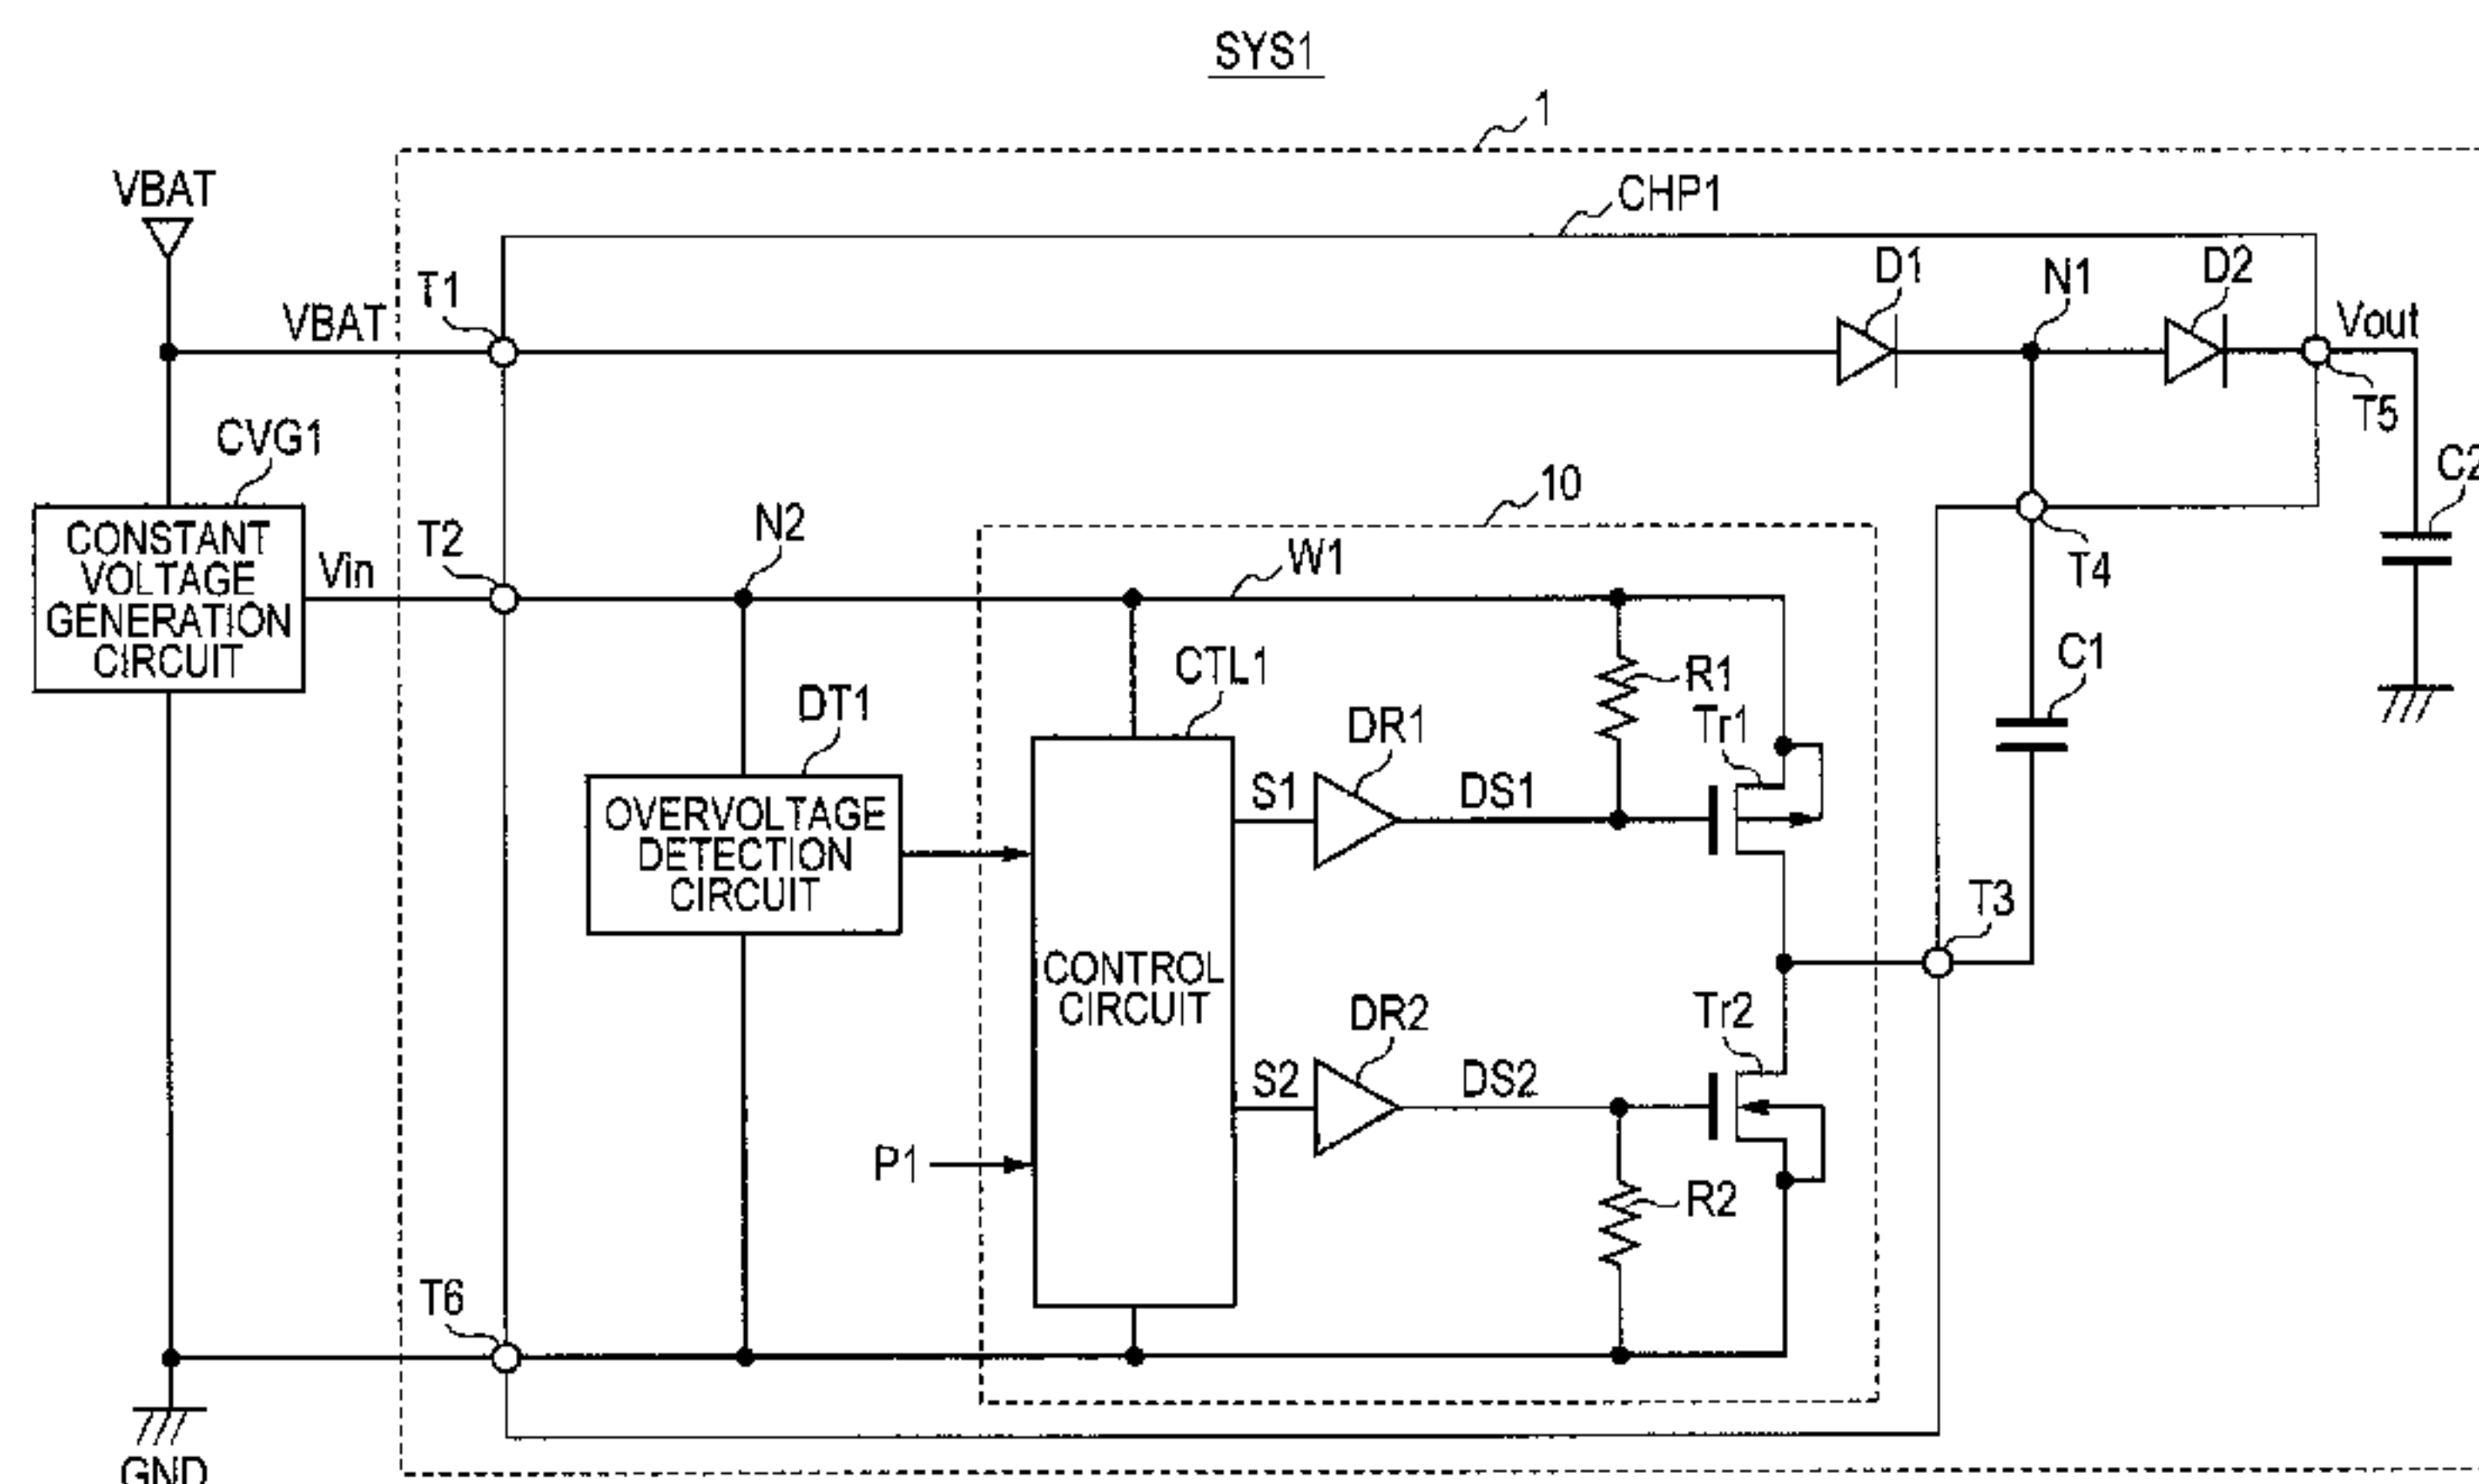 SYS1
1
VBAT
CHP1
T1
D1
N1
D2
VBAT
Vout
T5
CVG1
C2
10
N2
T2
W1
T4
CONSTANT
VOLTAGE
GENERATION
CIRCUIT
Vin
C1
CTL1
R1
DT1
DR1
Tr1
S1
DS1
OVERVOLTAGE
DETECTION
CIRCUIT
T3
CONTROL
CIRCUIT
DR2
Tr2
S2
DS2
P1
R2
T6
GND